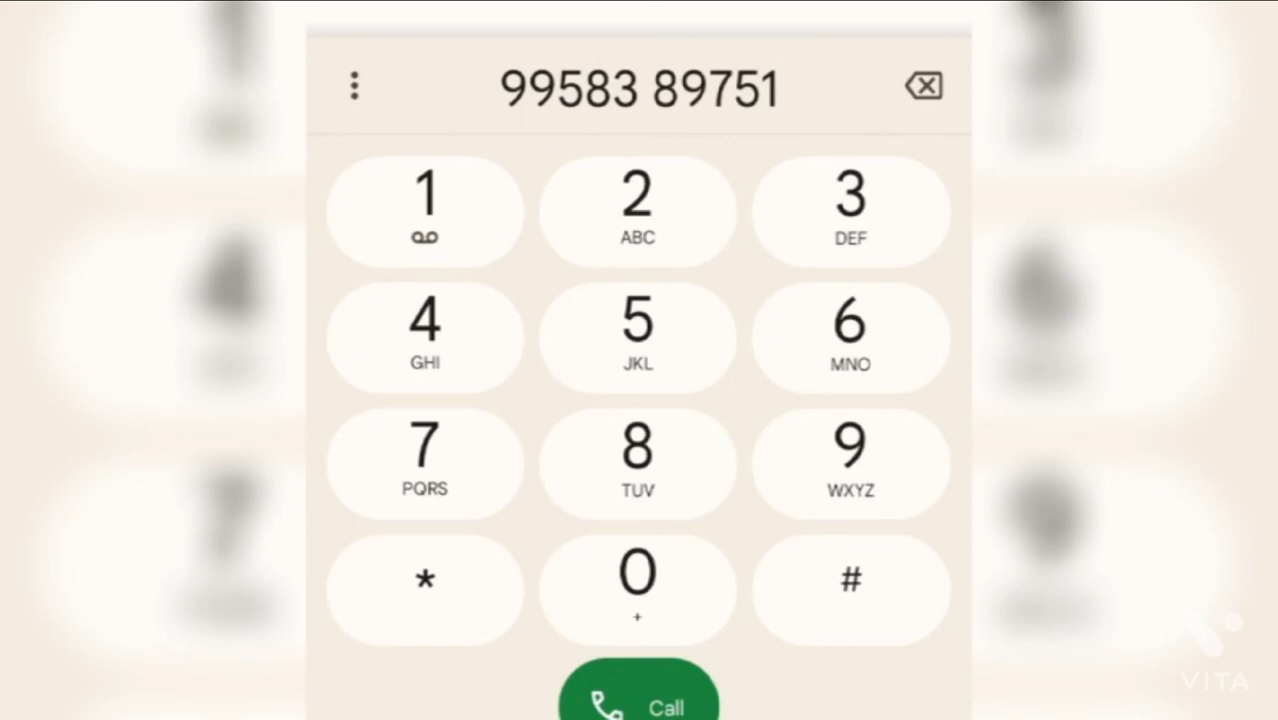 99583 89751
1
2
3
ABC
DEF
4
5
6
GHI
JKL
MNO
7
8
9
PQRS
TUV
WXYZ
*
0
#
+
Call
VITA